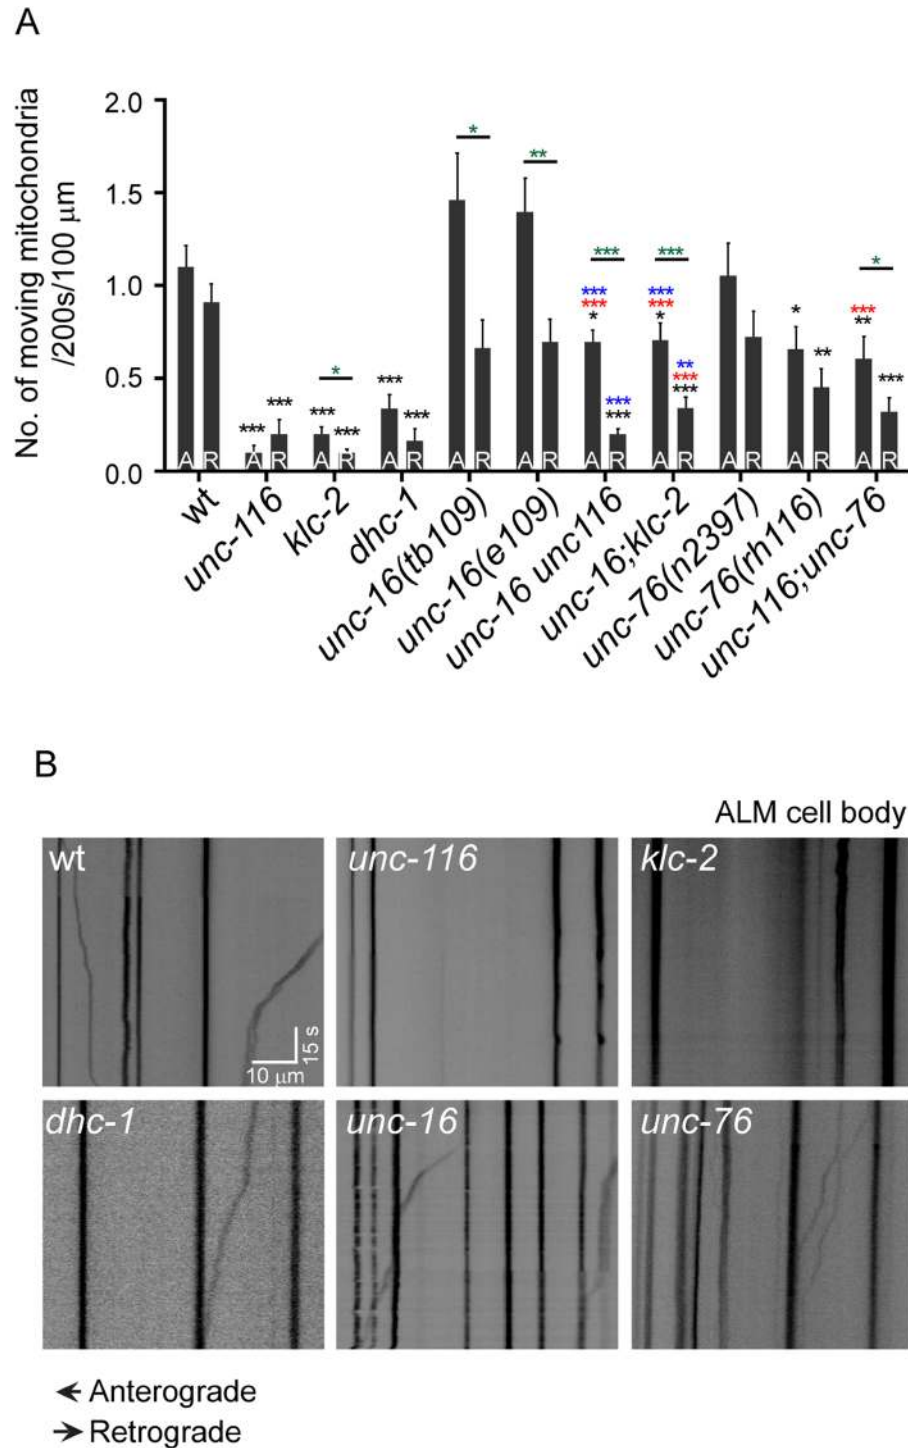 A
No. of moving mitochondria
/200s/100 μm
2.0
1.5
1.0
0.5
0.0
*
**
***
***
*
***
***
*
***
***
*
***
***
*
**
***
***
***
***
***
*
**
*
***
**
***
***
***
*
***
***
***
***
A R A R A R A R A R A R A R A R A R A R A R
wt
unc-116
klc-2
dhc-1
unc-16(tb109)
unc-16(e109)
unc-16 unc116
unc-16;klc-2
unc-76(n2397)
unc-76(rh116)
unc-116;unc-76
B
ALM cell body
wt
unc-116
klc-2
15 s
10 μm
dhc-1
unc-16
unc-76
Anterograde
Retrograde